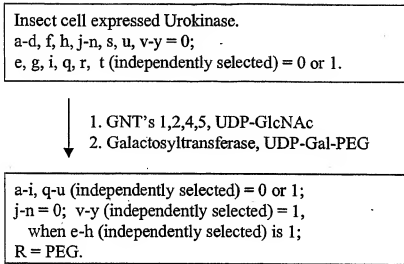 Insect cell expressed Urokinase.
a-d, f, h, j-n, s, u, v-y = 0;
e, g, i, q, r, t (independently selected) = 0 or 1.
1. GNT's 1,2,4,5, UDP-GlcNAc
2. Galactosyltransferase, UDP-Gal-PEG
a-i, q-u (independently selected) = 0 or 1;
j-n = 0; v-y (independently selected) = 1,
when e-h (independently selected) is 1;
R = PEG.